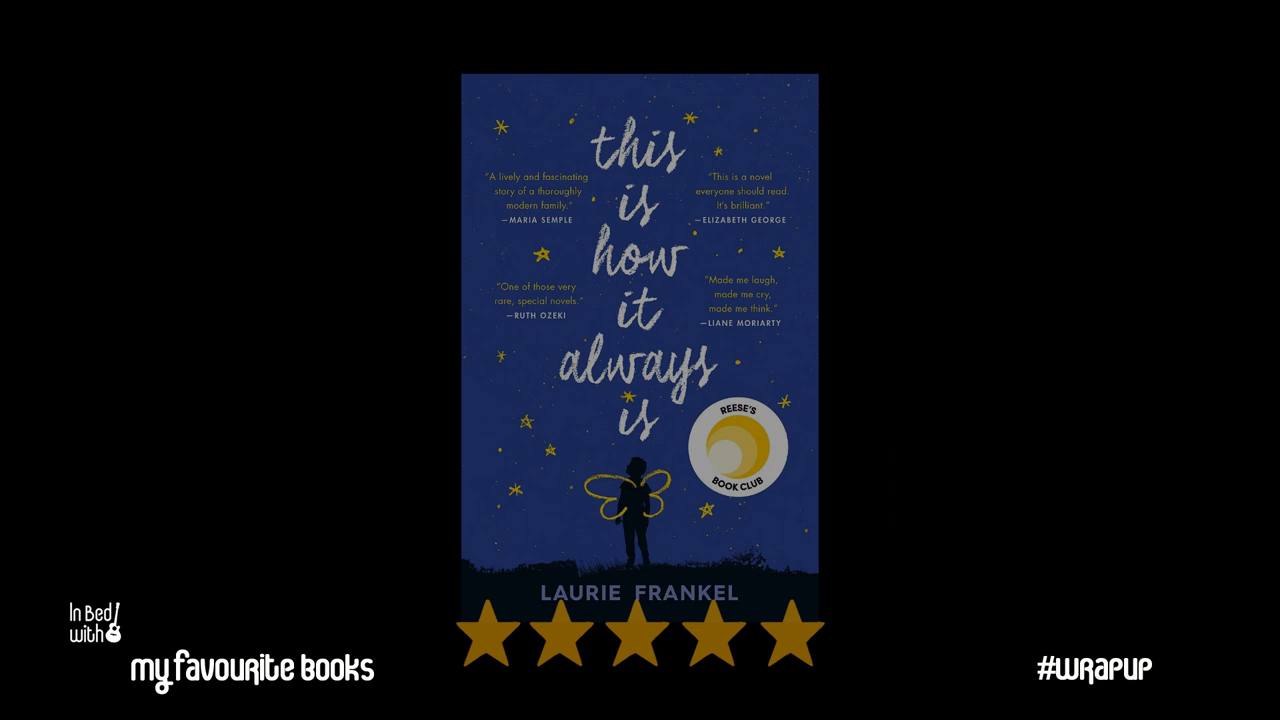 this
is
how
it
always
is
“A lively and fascinating
story of a thoroughly
modern family.”
—MARIA SEMPLE
“This is a novel
everyone should read.
It's brilliant.”
—ELIZABETH GEORGE
“One of those very
rare, special novels.”
—RUTH OZEKI
“Made me laugh,
made me cry,
made me think.”
—LIANE MORIARTY
REESE'S
BOOK CLUB
LAURIE FRANKEL
In Bed
with
my favourite books
#wrapup